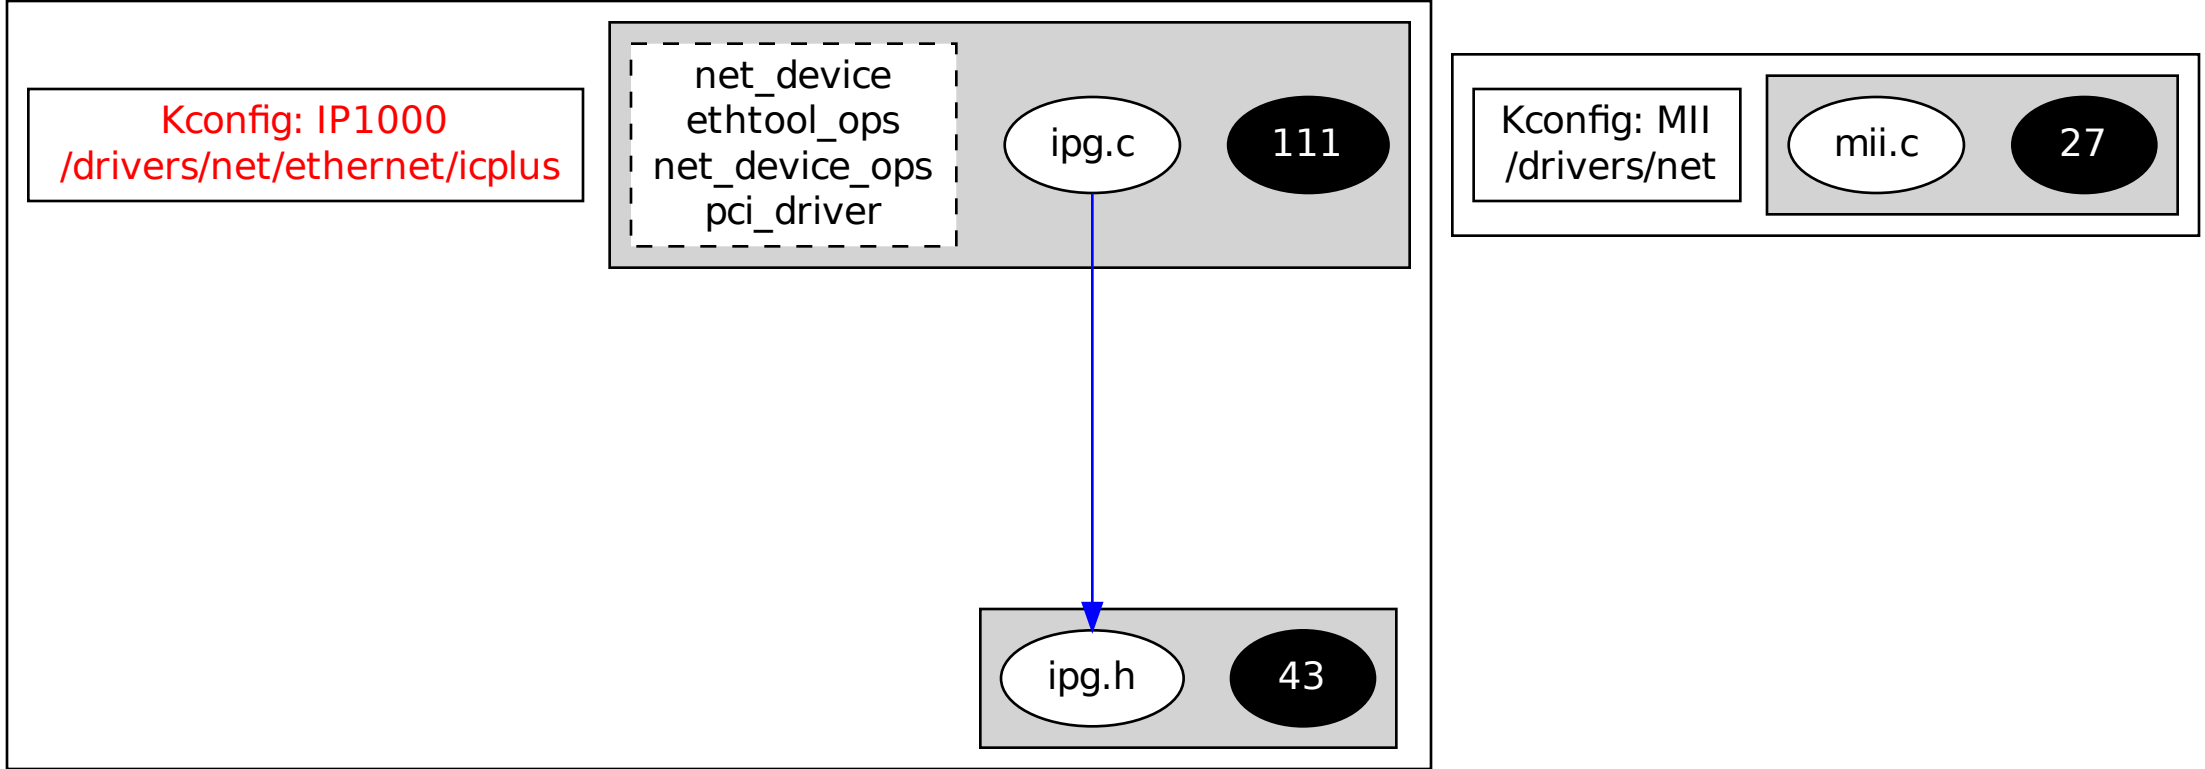 Kconfig: IP1000
/drivers/net/ethernet/icplus
net_device
ethtool_ops
net_device_ops
pci_driver
ipg.c
111
ipg.h
43
Kconfig: MII
/drivers/net
mii.c
27